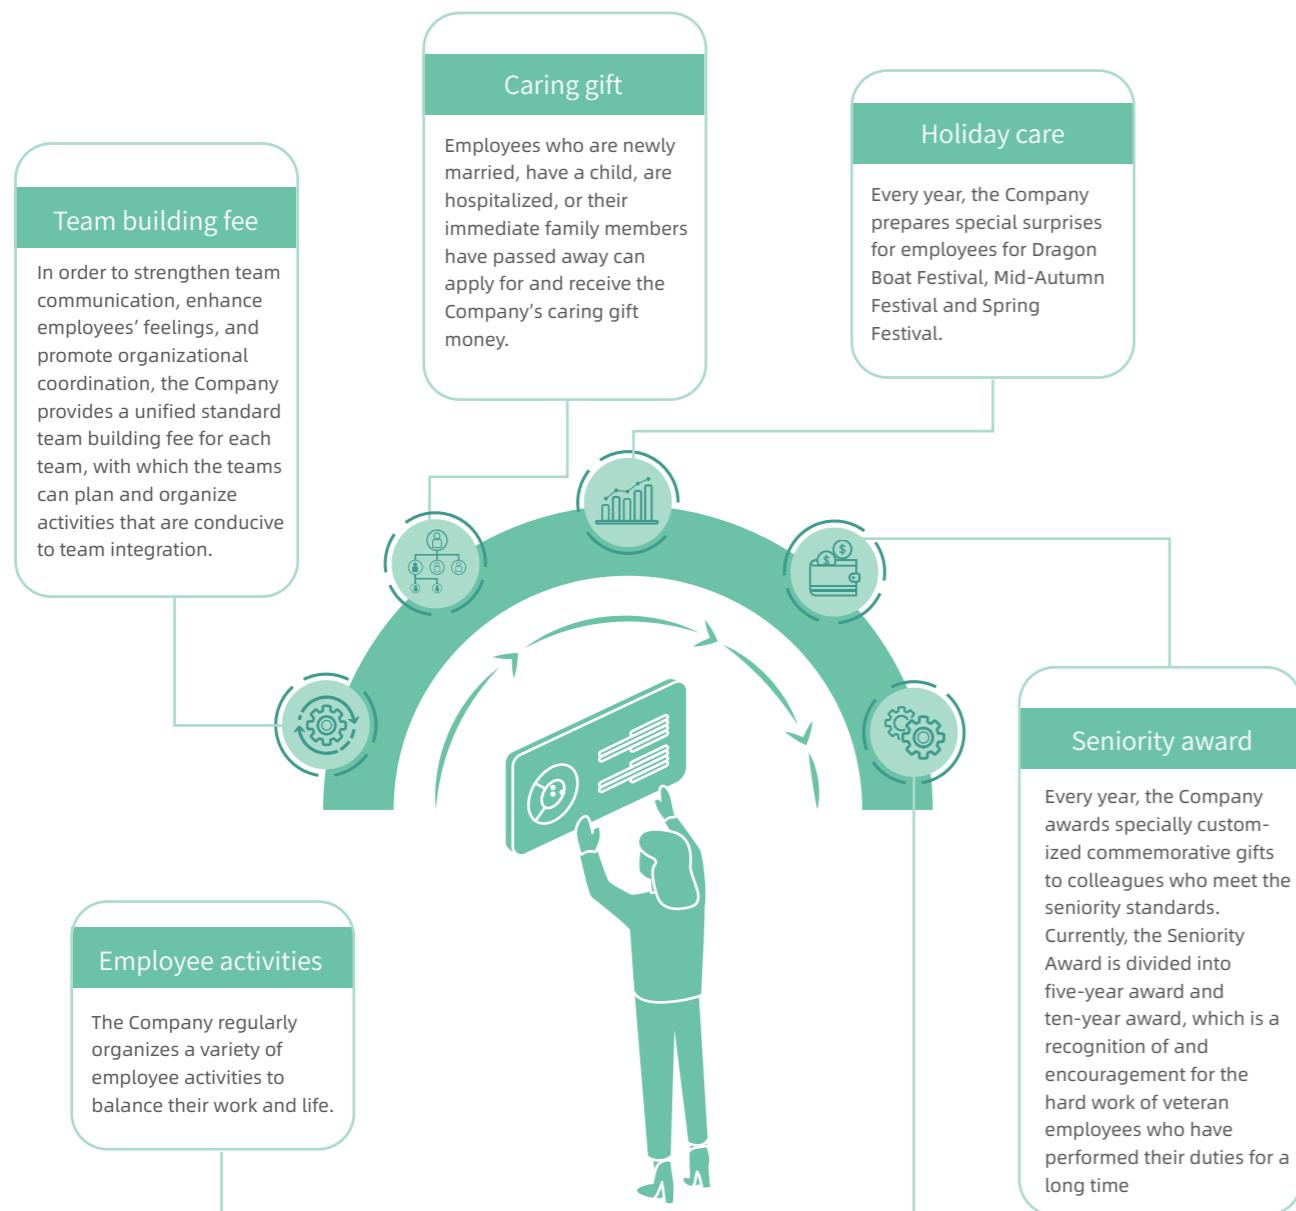 Team building fee
In order to strengthen team
communication, enhance
employees’ feelings, and
promote organizational
coordination, the Company
provides a unified standard
team building fee for each
team, with which the teams
can plan and organize
activities that are conducive
to team integration.
Caring gift
Employees who are newly
married, have a child, are
hospitalized, or their
immediate family members
have passed away can
apply for and receive the
Company’s caring gift
money.
Holiday care
Every year, the Company
prepares special surprises
for employees for Dragon
Boat Festival, Mid-Autumn
Festival and Spring
Festival.
Seniority award
Every year, the Company
awards specially custom-
ized commemorative gifts
to colleagues who meet the
seniority standards.
Currently, the Seniority
Award is divided into
five-year award and
ten-year award, which is a
recognition of and
encouragement for the
hard work of veteran
employees who have
performed their duties for a
long time
Employee activities
The Company regularly
organizes a variety of
employee activities to
balance their work and life.
$
$